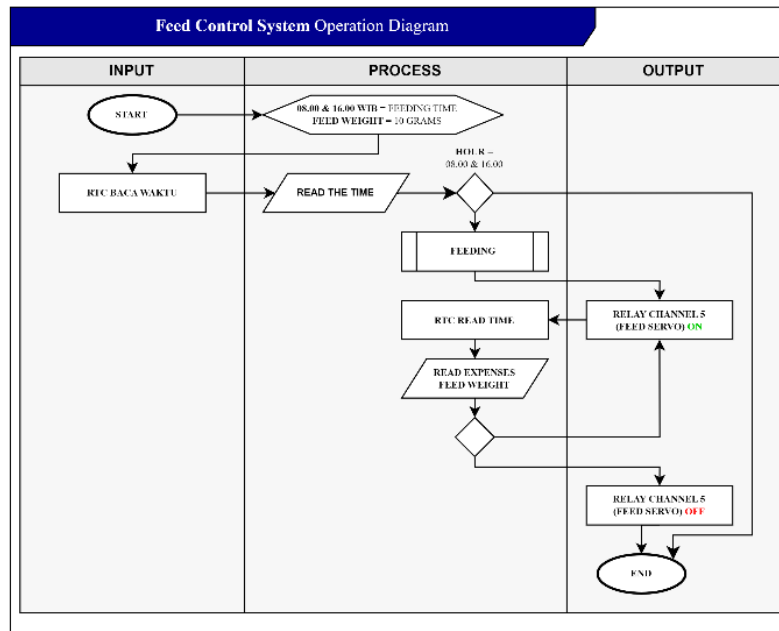 Feed Control System Operation Diagram
INPUT
PROCESS
OUTPUT
START
08.00 & 16.00 WIB = FEEDING TIME
FEED WEIGHT = 10 GRAMS
HOUR =
08.00 & 16.00
RTC BACA WAKTU
READ THE TIME
FEEDING
RTC READ TIME
RELAY CHANNEL 5
(FEED SERVO) ON
READ EXPENSES
FEED WEIGHT
RELAY CHANNEL 5
(FEED SERVO) OFF
END